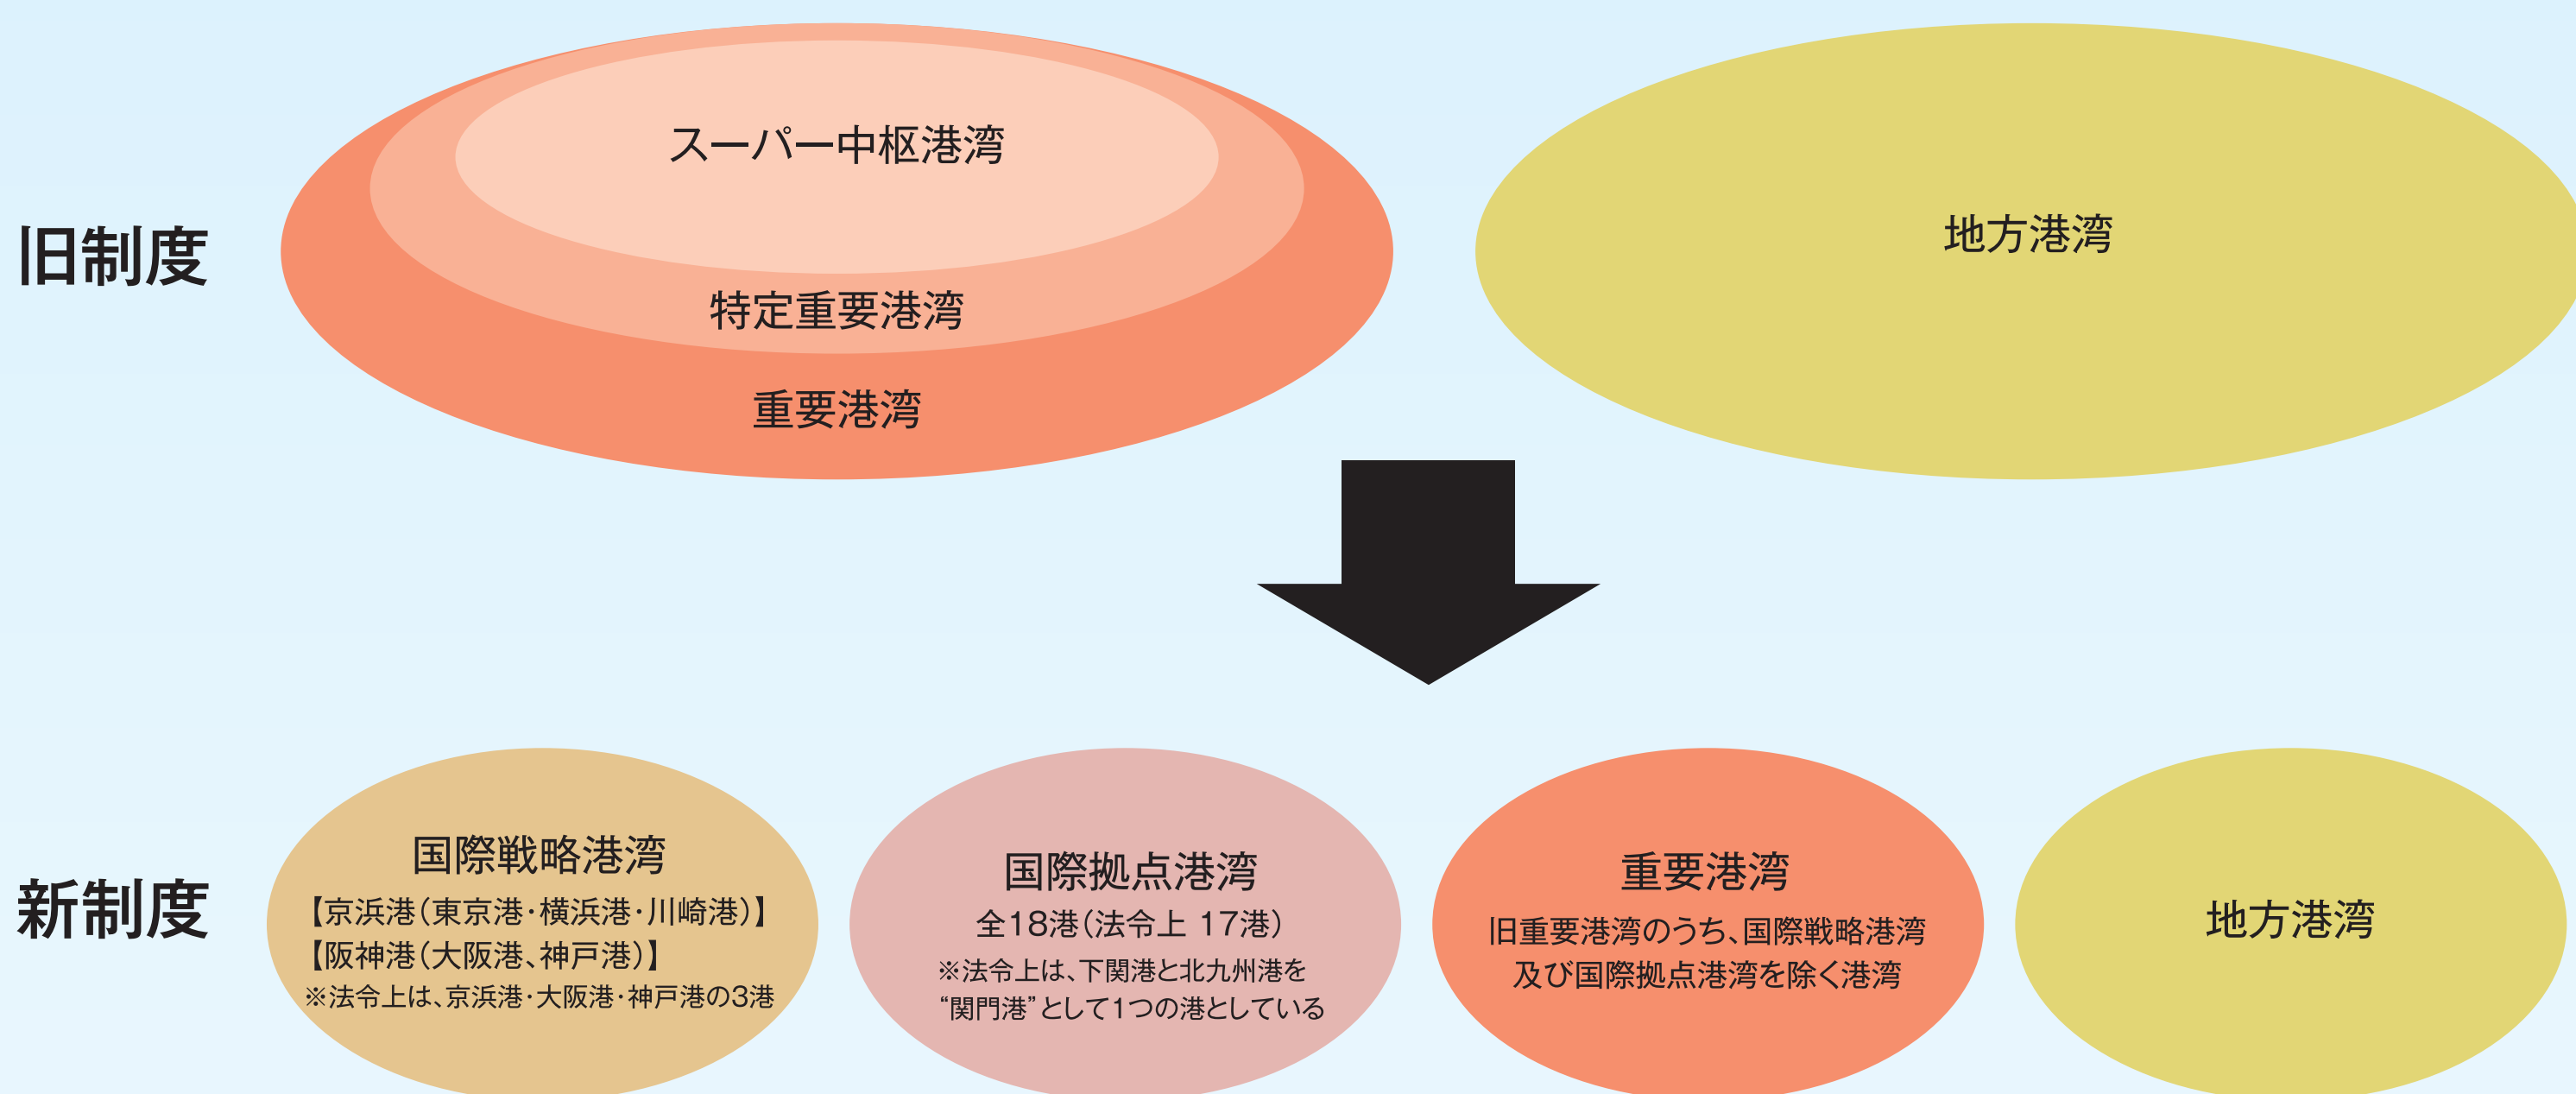 旧制度
スーパー中枢港湾
特定重要港湾
重要港湾
地方港湾
新制度
国際戦略港湾
【京浜港（東京港・横浜港・川崎港）】
【阪神港（大阪港、神戸港）】
※法令上は、京浜港・大阪港・神戸港の3港
国際拠点港湾
全18港（法令上 17港）
※法令上は、下関港と北九州港を
“関門港”として1つの港としている
重要港湾
旧重要港湾のうち、国際戦略港湾
及び国際拠点港湾を除く港湾
地方港湾